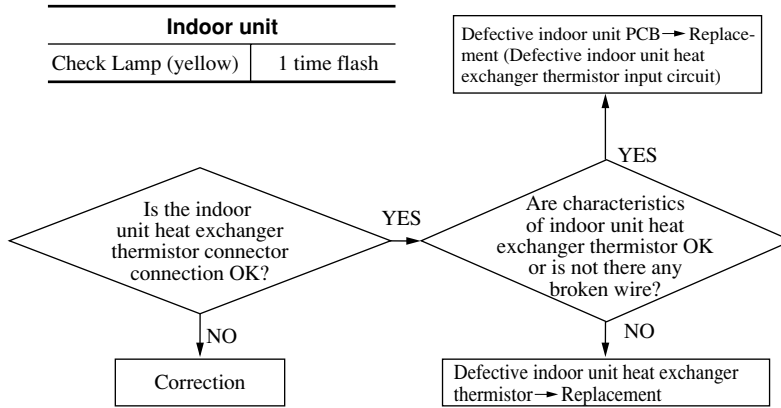 Indoor unit
Check Lamp (yellow) 1 time flash
Defective indoor unit PCB → Replace-
ment (Defective indoor unit heat
exchanger thermistor input circuit)
YES
Is the indoor
unit heat exchanger
thermistor connector
connection OK?
YES
Are characteristics
of indoor unit heat
exchanger thermistor OK
or is not there any
broken wire?
NO
Correction
NO
Defective indoor unit heat exchanger
thermistor → Replacement